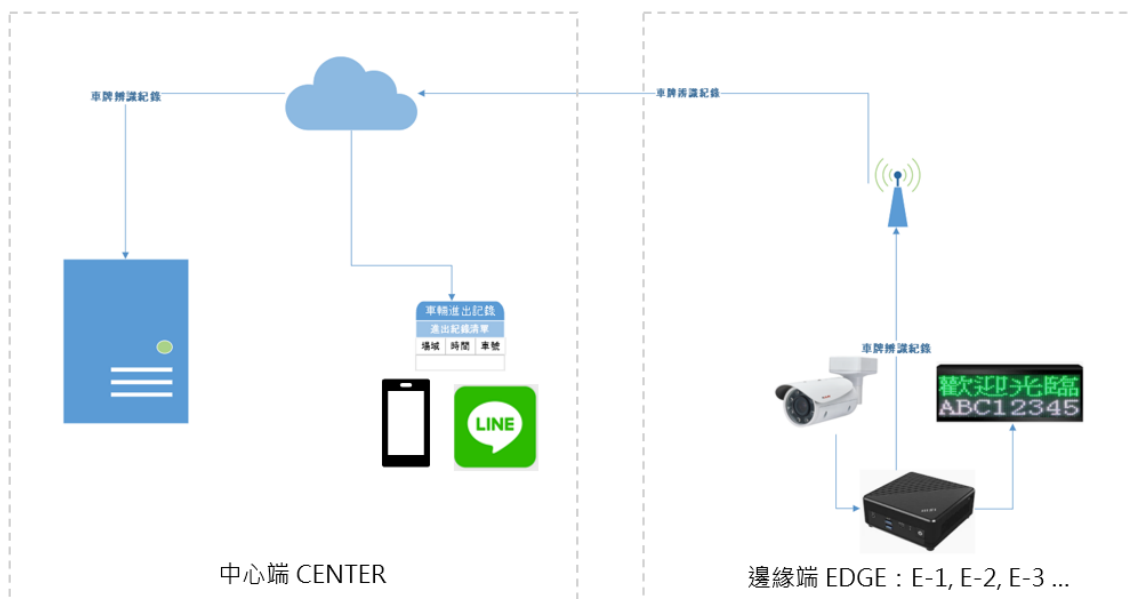 車牌辨識紀錄
車牌辨識紀錄
車輛進出記錄
進出記錄清單
場域 時間 車號
LINE
車牌辨識紀錄
歡迎光臨
ABC12345
msi
中心端 CENTER
邊緣端 EDGE：E-1, E-2, E-3 ...